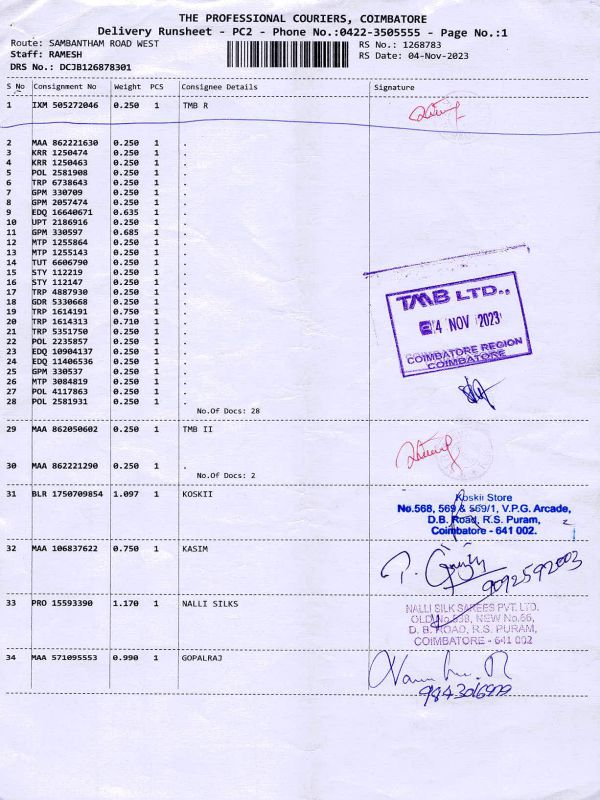 THE PROFESSIONAL COURIERS, COIMBATORE
Delivery Runsheet - PC2 - Phone No.:0422-3505555 - Page No.:1
Route: SAMBANTHAM ROAD WEST
RS No.: 1268783
Staff: RAMESH
RS Date: 04-Nov-2023
DRS No.: DCJB126878301
S No Consignment No Weight PCS Consignee Details Signature
1 IXM 505272046 0.250 1 TMB R
2 MAA 862221630 0.250 1 .
3 KRR 1250474 0.250 1 .
4 KRR 1250463 0.250 1 .
5 POL 2581908 0.250 1 .
6 TRP 6738643 0.250 1 .
7 GPM 330709 0.250 1 .
8 GPM 2057474 0.250 1 .
9 EDQ 16640671 0.635 1 .
10 UPT 2186916 0.250 1 .
11 GPM 330597 0.685 1 .
12 MTP 1255864 0.250 1 .
13 MTP 1255143 0.250 1 .
14 TUT 6606790 0.250 1 .
15 STY 112219 0.250 1 .
16 STY 112147 0.250 1 .
17 TRP 4887930 0.250 1 .
18 GDR 5330668 0.250 1 .
19 TRP 1614191 0.750 1 .
20 TRP 1614313 0.710 1 .
21 TRP 5351750 0.250 1 .
22 POL 2235857 0.250 1 .
23 EDQ 10904137 0.250 1 .
24 EDQ 11406536 0.250 1 .
25 GPM 330537 0.250 1 .
26 MTP 3084819 0.250 1 .
27 POL 4117863 0.250 1 .
28 POL 2581931 0.250 1 .
No.Of Docs: 28
TMB LTD.,
04 NOV 2023
COIMBATORE REGION
COIMBATORE
29 MAA 862050602 0.250 1 TMB II
30 MAA 862221290 0.250 1 .
No.Of Docs: 2
31 BLR 1750709854 1.097 1 KOSKII
Koskii Store
No.568, 569 & 569/1, V.P.G. Arcade,
D.B. Road, R.S. Puram,
Coimbatore - 641 002.
32 MAA 106837622 0.750 1 KASIM
9092592003
33 PRO 15593390 1.170 1 NALLI SILKS
NALLI SILK SAREES PVT. LTD.
OLD No.538, NEW No.66,
D. B. ROAD, R.S. PURAM,
COIMBATORE - 641 002
34 MAA 571095553 0.990 1 GOPALRAJ